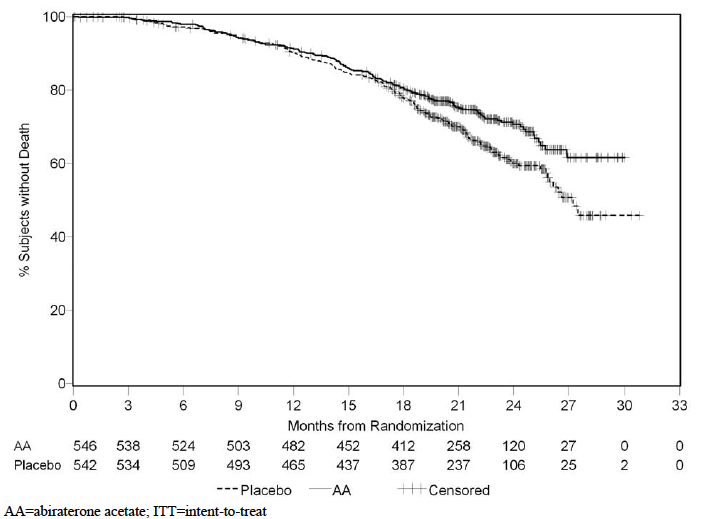 100
80
60
40
20
0
% Subjects without Death
0 3 6 9 12 15 18 21 24 27 30 33
Months from Randomization
AA 546 538 524 503 482 452 412 258 120 27 0 0
Placebo 542 534 509 493 465 437 387 237 106 25 2 0
Placebo AA Censored
AA=abiraterone acetate; ITT=intent-to-treat